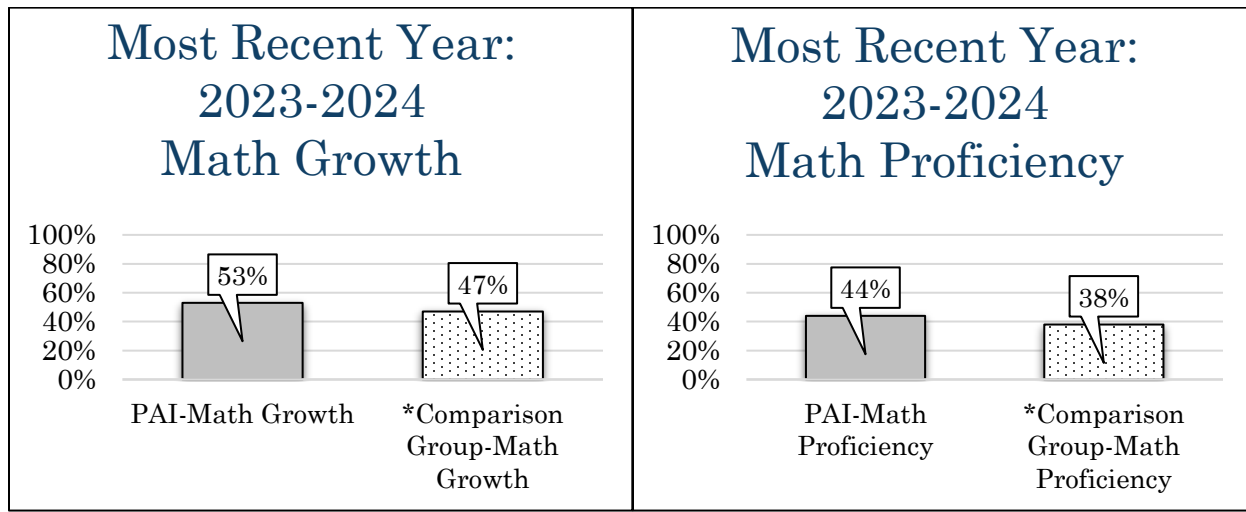 Most Recent Year:
2023-2024
Math Growth
100%
80%
60%
40%
20%
0%
53%
47%
PAI-Math Growth
*Comparison
Group-Math
Growth
Most Recent Year:
2023-2024
Math Proficiency
100%
80%
60%
40%
20%
0%
44%
38%
PAI-Math
Proficiency
*Comparison
Group-Math
Proficiency